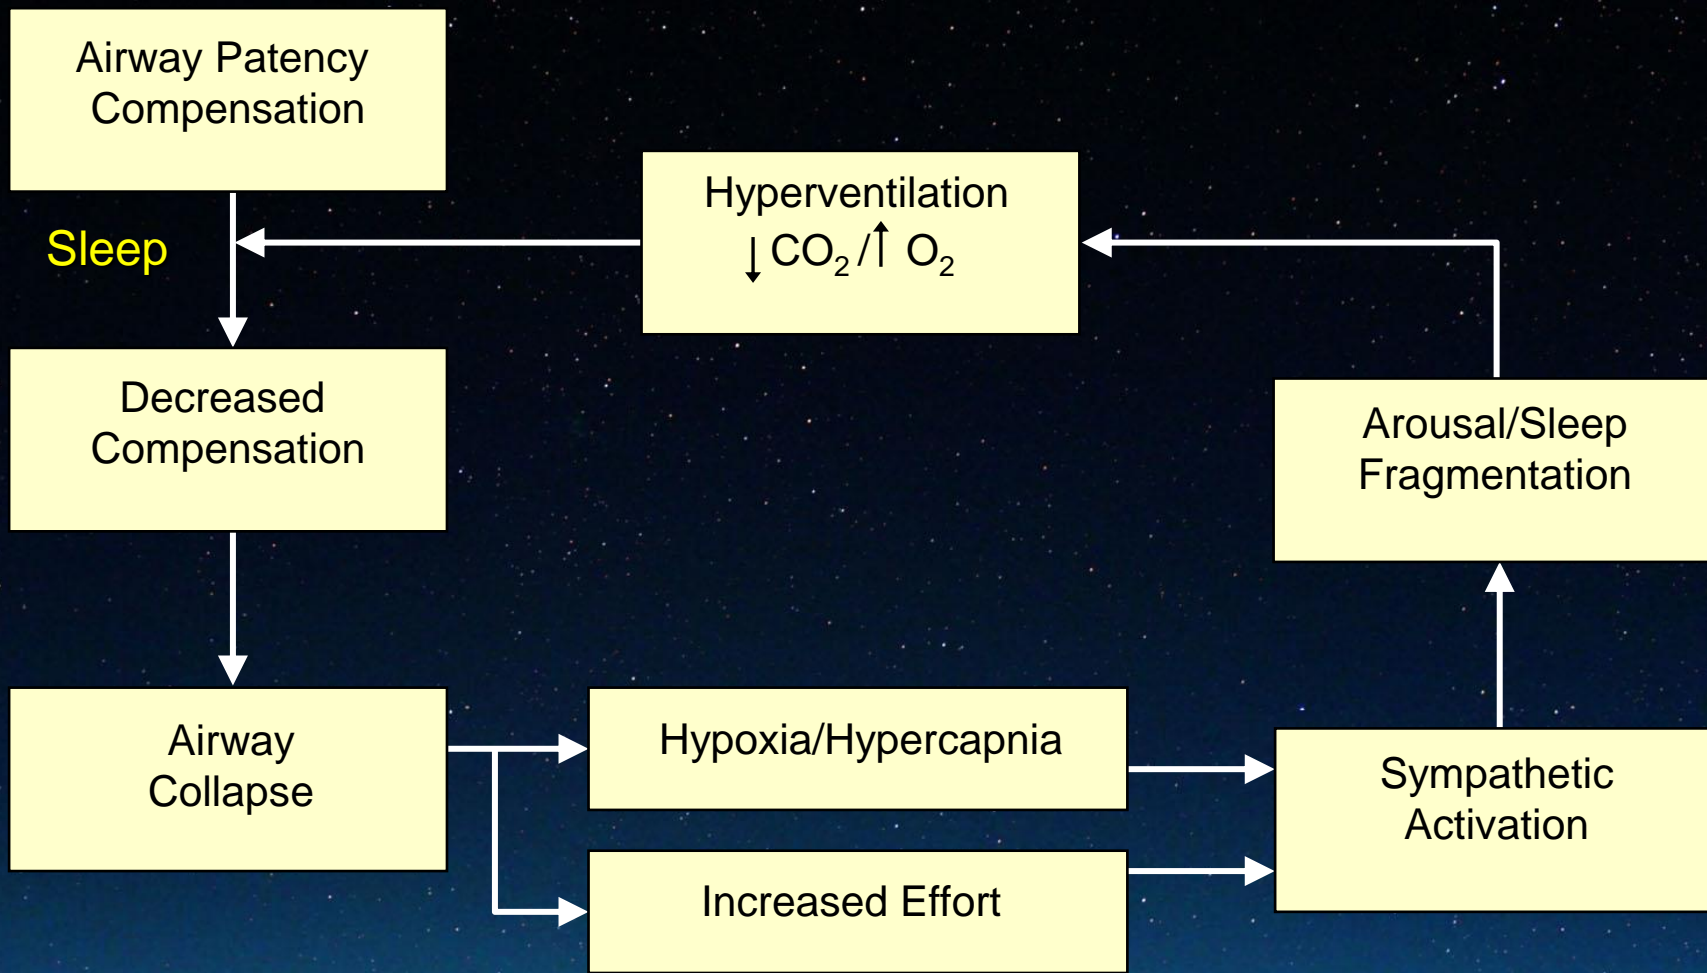 Airway Patency
Compensation
Sleep
Hyperventilation
↓ CO₂ /↑ O₂
Decreased
Compensation
Arousal/Sleep
Fragmentation
Airway
Collapse
Hypoxia/Hypercapnia
Increased Effort
Sympathetic
Activation